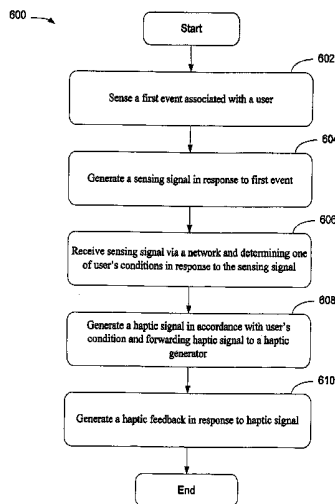 600
Start
602
Sense a first event associated with a user
604
Generate a sensing signal in response to first event
606
Receive sensing signal via a network and determining one
of user's conditions in response to the sensing signal
608
Generate a haptic signal in accordance with user's
condition and forwarding haptic signal to a haptic
generator
610
Generate a haptic feedback in response to haptic signal
End